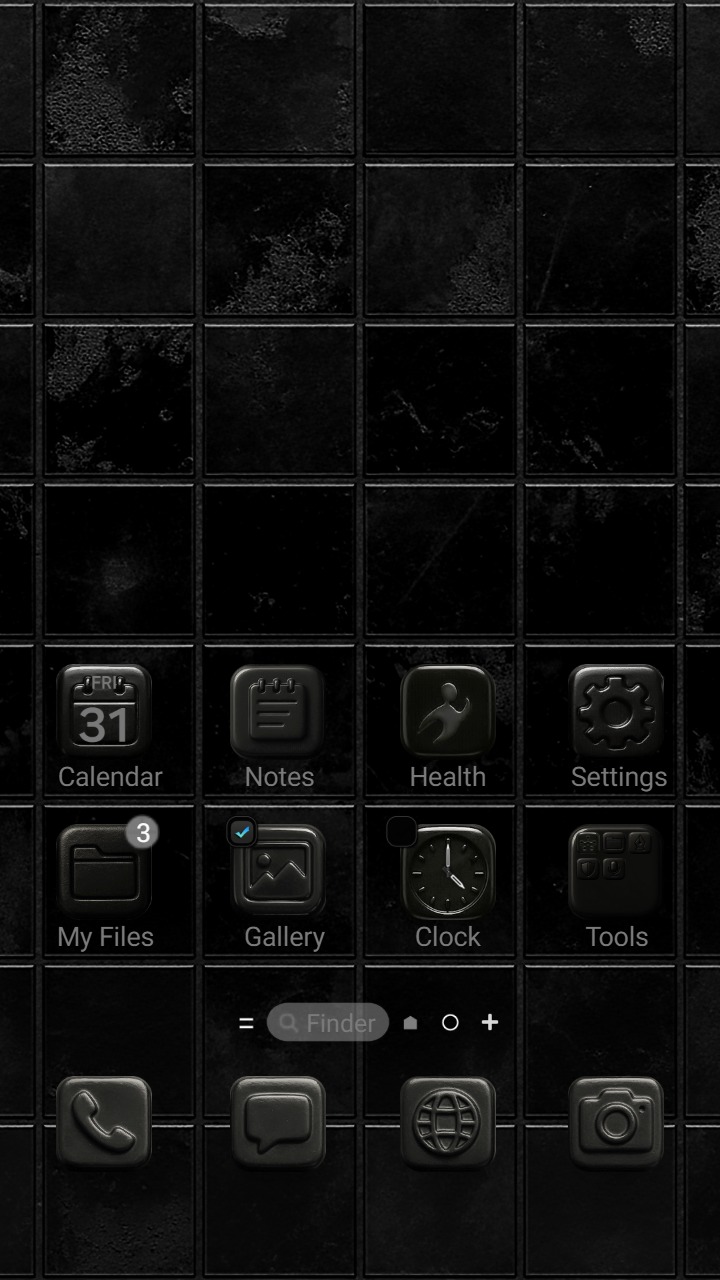 FRI
31
Calendar
Notes
Health
Settings
3
My Files
Gallery
Clock
Tools
Finder